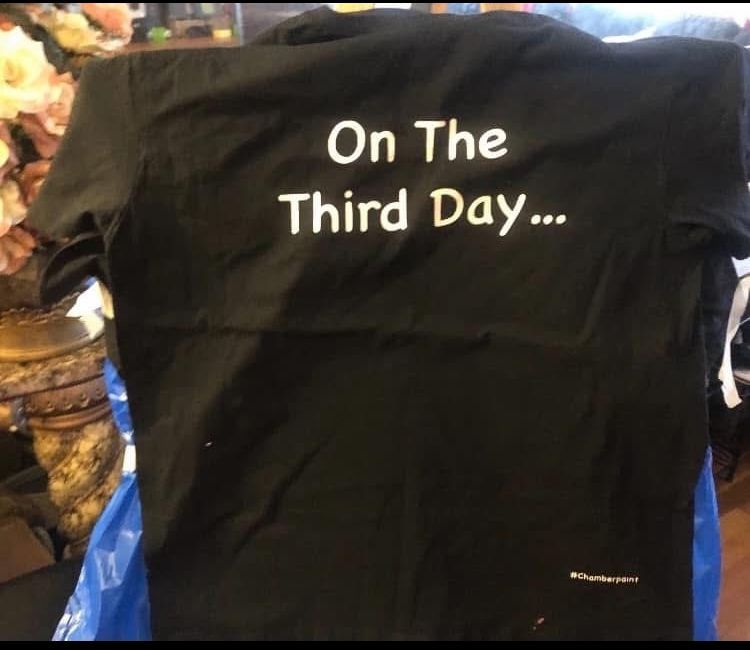 On The
Third Day...
#Chamberpaint